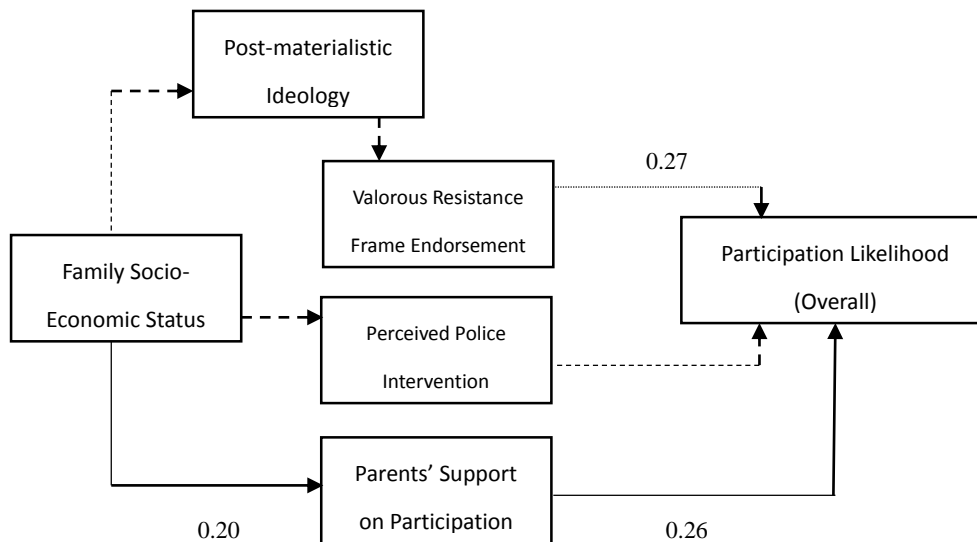 Post-materialistic
Ideology
0.27
Valorous Resistance
Frame Endorsement
Participation Likelihood
(Overall)
Family Socio-
Economic Status
Perceived Police
Intervention
Parents’ Support
on Participation
0.20
0.26